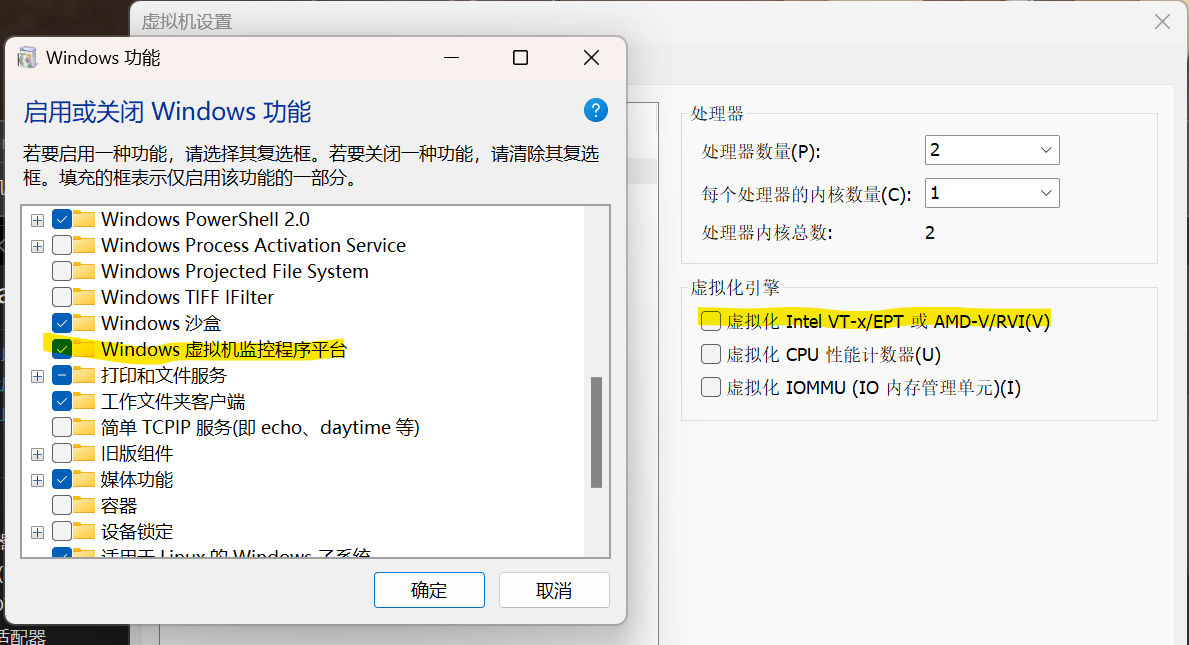 虚拟机设置
Windows 功能
启用或关闭 Windows 功能
若要启用一种功能，请选择其复选框。若要关闭一种功能，请清除其复选
框。填充的框表示仅启用该功能的一部分。
Windows PowerShell 2.0
Windows Process Activation Service
Windows Projected File System
Windows TIFF IFilter
Windows 沙盒
Windows 虚拟机监控程序平台
打印和文件服务
工作文件夹客户端
简单 TCPIP 服务(即 echo、daytime 等)
旧版组件
媒体功能
容器
设备锁定
适用于 Linux 的 Windows 子系统
确定
取消
处理器
处理器数量(P):
2
每个处理器的内核数量(C):
1
处理器内核总数:
2
虚拟化引擎
虚拟化 Intel VT-x/EPT 或 AMD-V/RVI(V)
虚拟化 CPU 性能计数器(U)
虚拟化 IOMMU (IO 内存管理单元)(I)
适配器